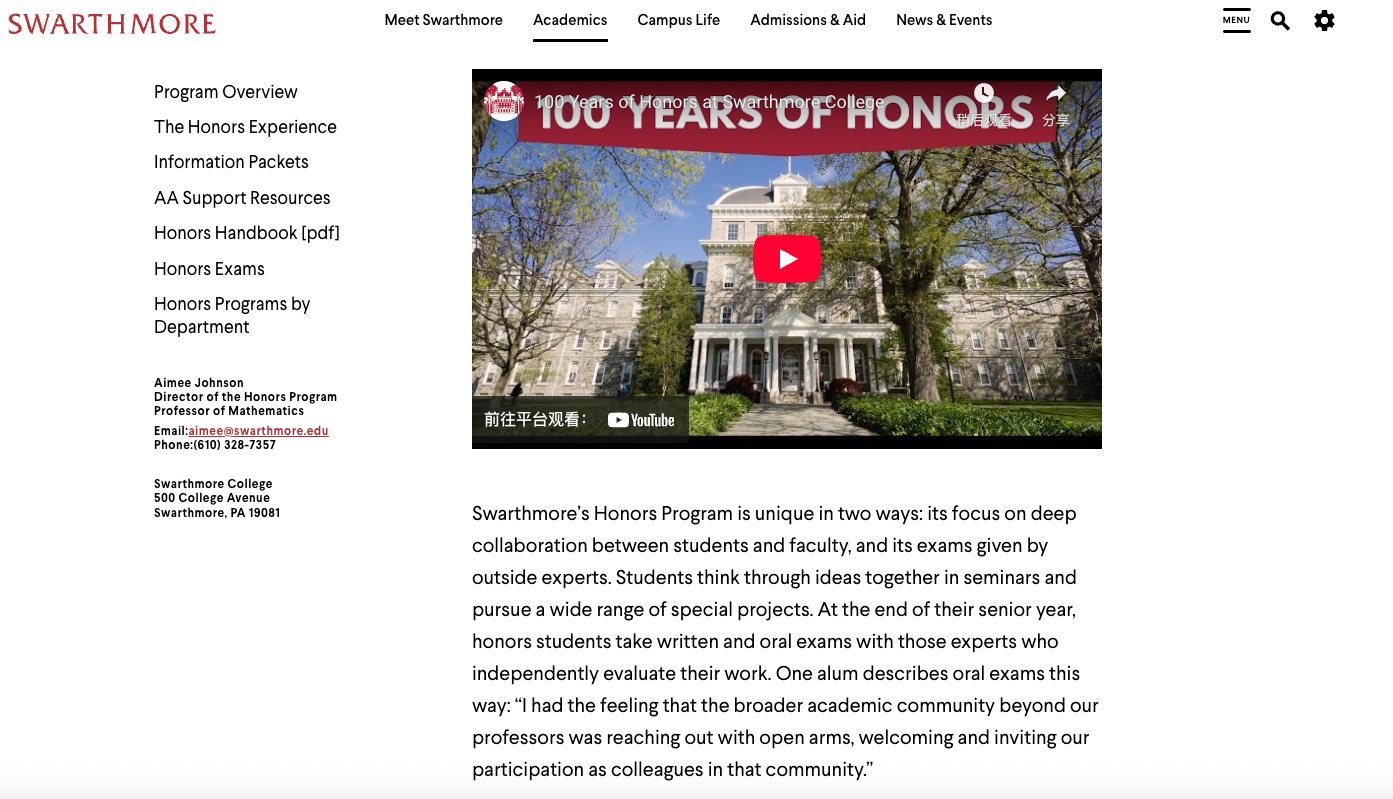 SWARTHMORE
Meet Swarthmore
Academics
Campus Life
Admissions & Aid
News & Events
MENU
Program Overview
The Honors Experience
Information Packets
AA Support Resources
Honors Handbook [pdf]
Honors Exams
Honors Programs by
Department
Aimee Johnson
Director of the Honors Program
Professor of Mathematics
Email:aimee@swarthmore.edu
Phone:(610) 328-7357
Swarthmore College
500 College Avenue
Swarthmore, PA 19081
100 Years of Honors at Swarthmore College
100 YEARS OF HONORS
稍后观看
分享
前往平台观看：
YouTube
Swarthmore’s Honors Program is unique in two ways: its focus on deep
collaboration between students and faculty, and its exams given by
outside experts. Students think through ideas together in seminars and
pursue a wide range of special projects. At the end of their senior year,
honors students take written and oral exams with those experts who
independently evaluate their work. One alum describes oral exams this
way: “I had the feeling that the broader academic community beyond our
professors was reaching out with open arms, welcoming and inviting our
participation as colleagues in that community.”